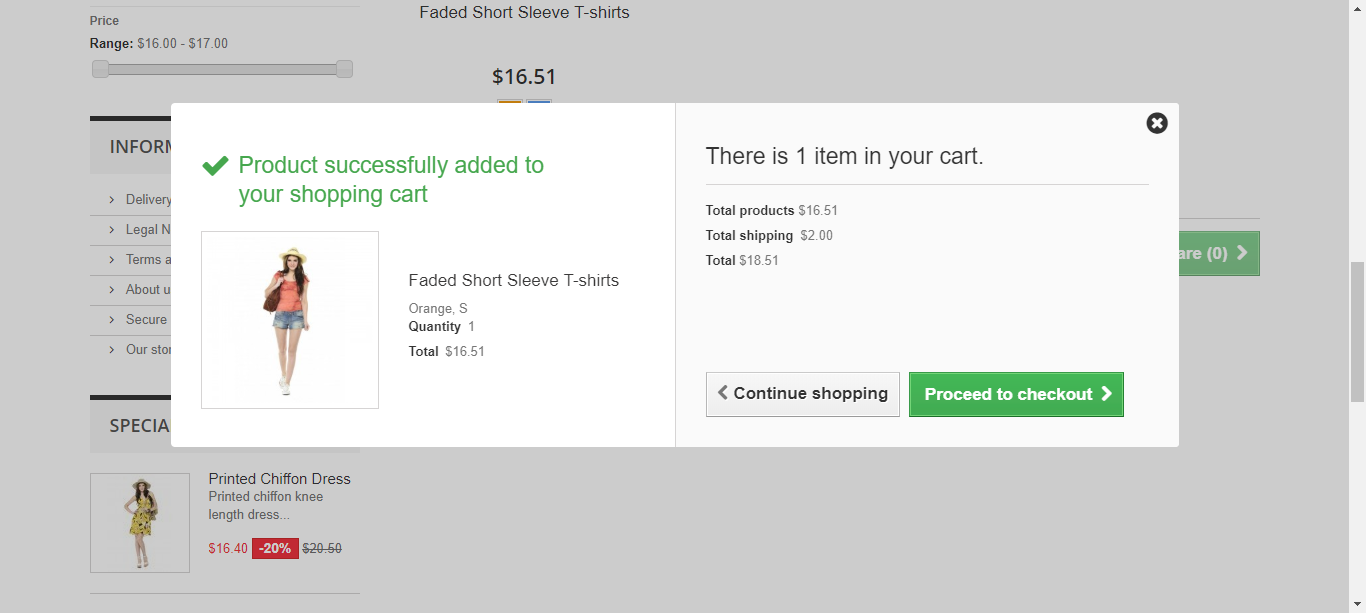 Price
Range: $16.00 - $17.00
Faded Short Sleeve T-shirts
$16.51
INFORM
Delivery
Legal N
Terms a
About u
Secure
Our stor
Product successfully added to
your shopping cart
Faded Short Sleeve T-shirts
Orange, S
Quantity 1
Total $16.51
There is 1 item in your cart.
Total products $16.51
Total shipping $2.00
Total $18.51
Continue shopping
Proceed to checkout
are (0)
SPECIA
Printed Chiffon Dress
Printed chiffon knee
length dress...
$16.40 -20% $20.50